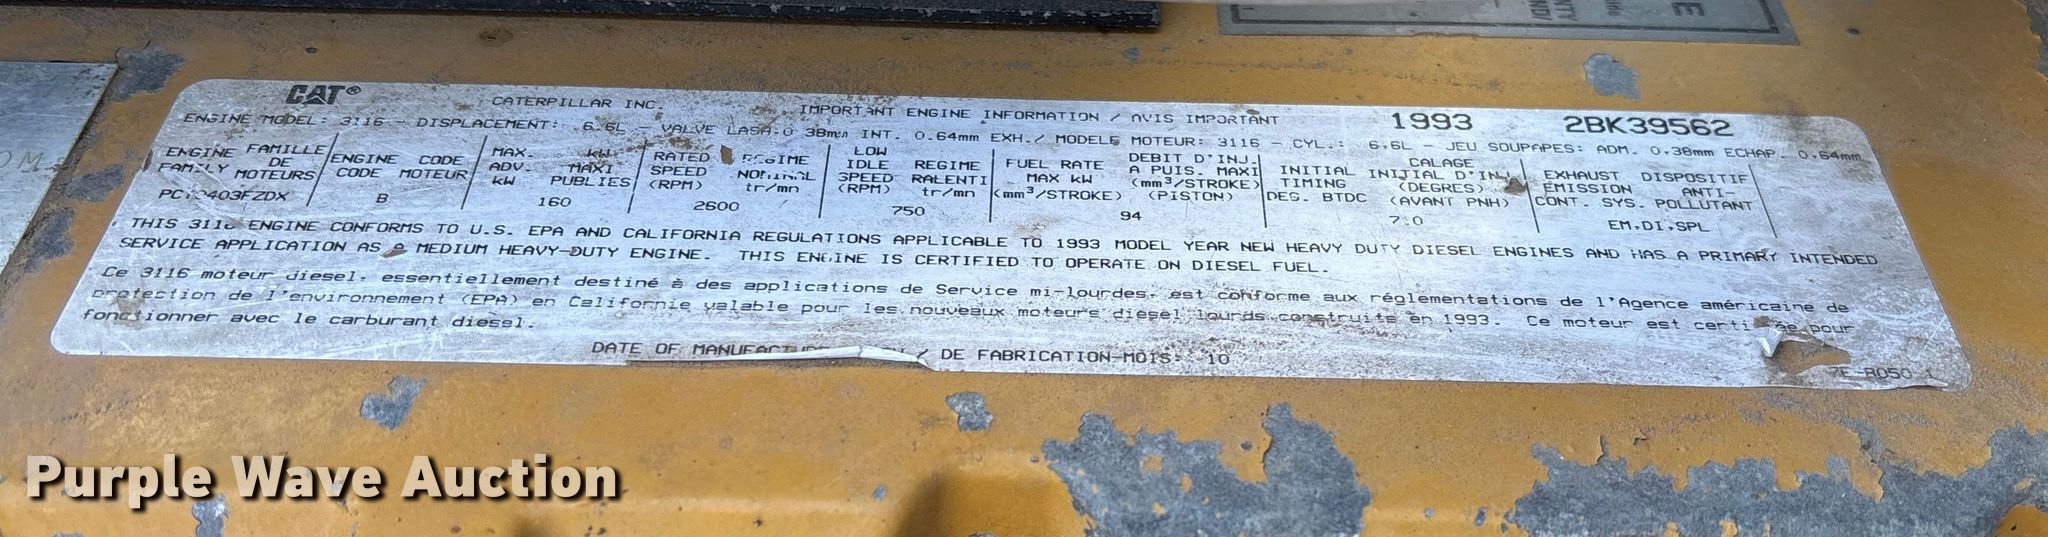 CAT®
CATERPILLAR INC. IMPORTANT ENGINE INFORMATION / AVIS IMPORTANT 1993 2BK39562
ENGINE MODEL: 3116 - DISPLACEMENT: 6.6L - VALVE LASH:0.38mm INT. 0.64mm EXH./ MODELE MOTEUR: 3116 - CYL.: 6.6L - JEU SOUPAPES: ADM. 0.38mm ECHAP. 0.64mm
ENGINE FAMILY FAMILLE DE MOTEURS
ENGINE CODE CODE MOTEUR
B
MAX. ADV. kW kW MAXI PUBLIES
160
RATED SPEED (RPM) REGIME NOMINAL tr/mn
2600
LOW IDLE SPEED (RPM) REGIME RALENTI tr/mn
750
FUEL RATE MAX kW (mm³/STROKE) DEBIT D'INJ. A PUIS. MAXI (mm³/STROKE) (PISTON)
94
INITIAL TIMING DEG. BTDC CALAGE INITIAL D'INJ. (DEGRES) (AVANT PNH)
7.0
EXHAUST EMISSION CONT. SYS. DISPOSITIF ANTI- POLLUTANT
EM,DI,SPL
THIS 3116 ENGINE CONFORMS TO U.S. EPA AND CALIFORNIA REGULATIONS APPLICABLE TO 1993 MODEL YEAR NEW HEAVY DUTY DIESEL ENGINES AND HAS A PRIMARY INTENDED
SERVICE APPLICATION AS A MEDIUM HEAVY-DUTY ENGINE. THIS ENGINE IS CERTIFIED TO OPERATE ON DIESEL FUEL.
Ce 3116 moteur diesel, essentiellement destiné à des applications de Service mi-lourdes, est conforme aux réglementations de l'Agence américaine de
protection de l'environnement (EPA) en Californie valable pour les nouveaux moteurs diesel lourds construits en 1993. Ce moteur est pour
fonctionner avec le carburant diesel.
DATE OF / DE FABRICATION-MOIS: 10
Purple Wave Auction